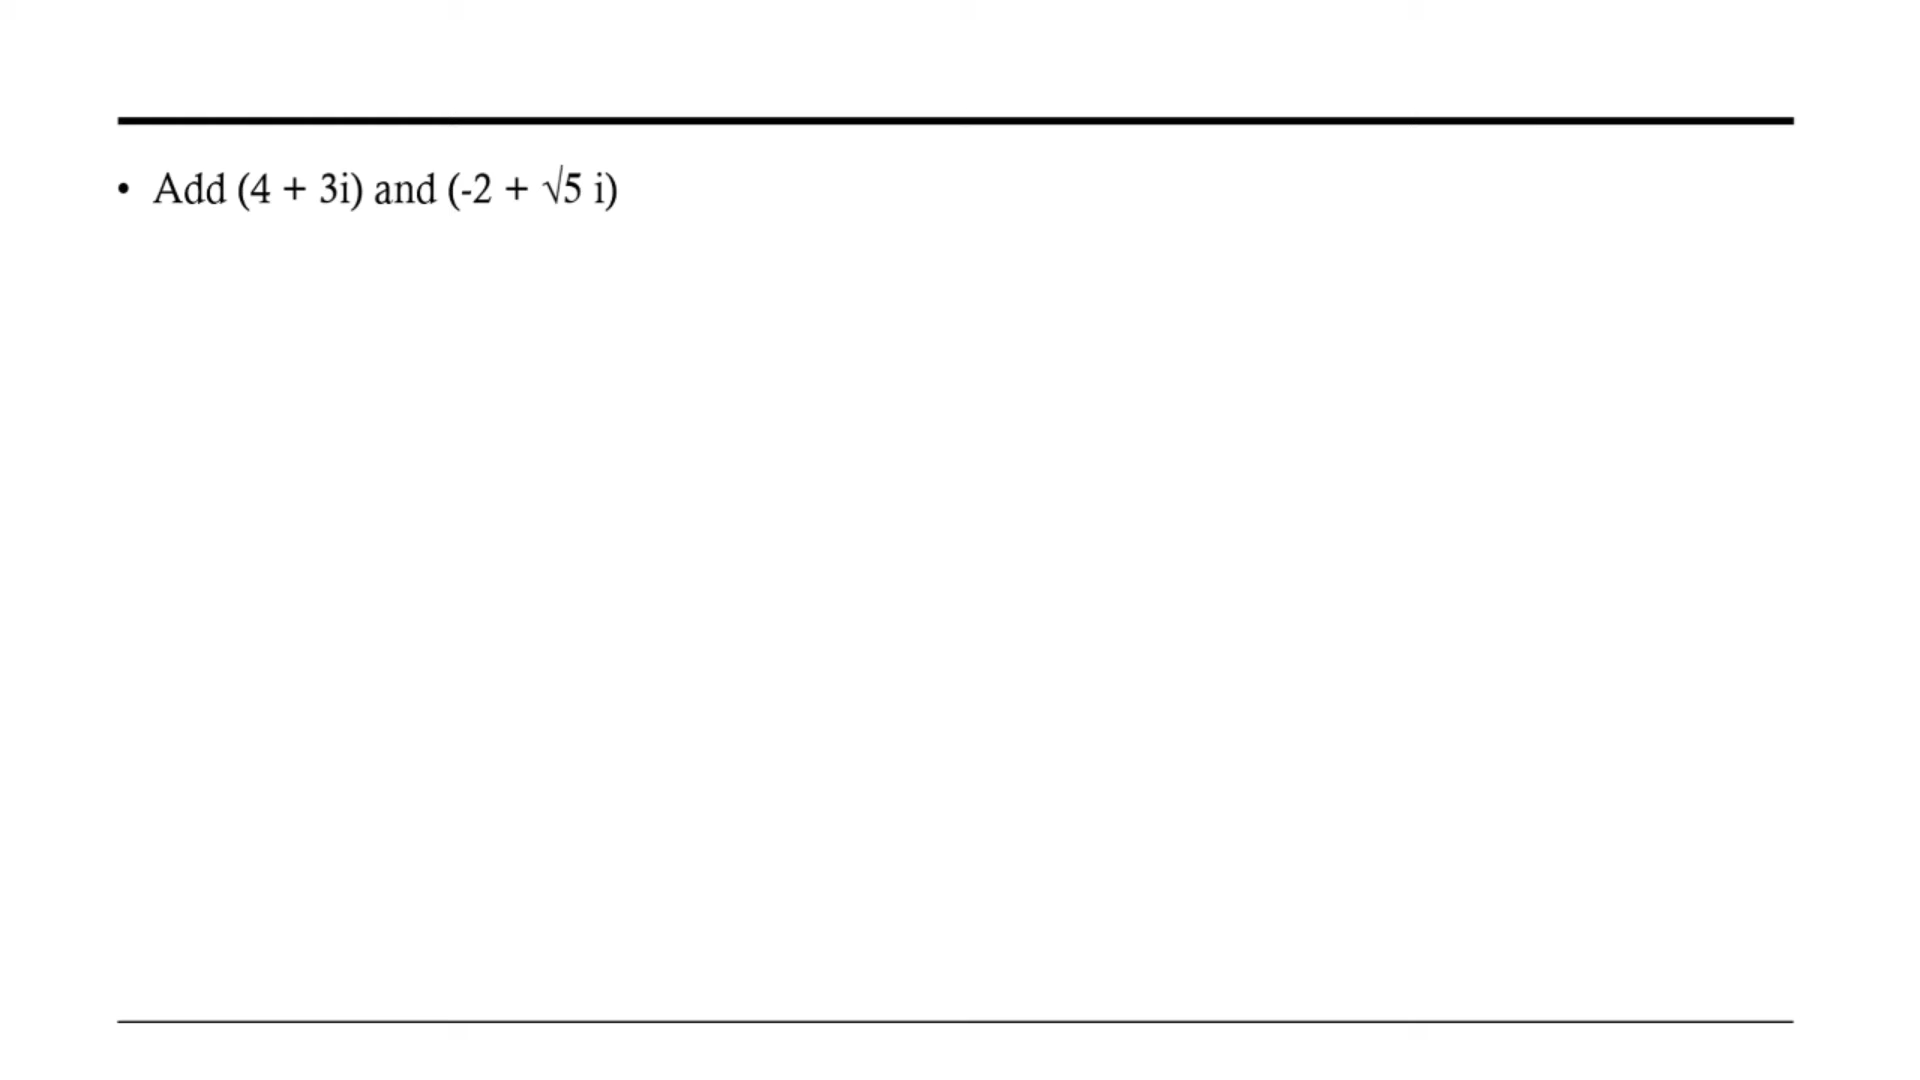 • Add (4 + 3i) and (-2 + √5 i)